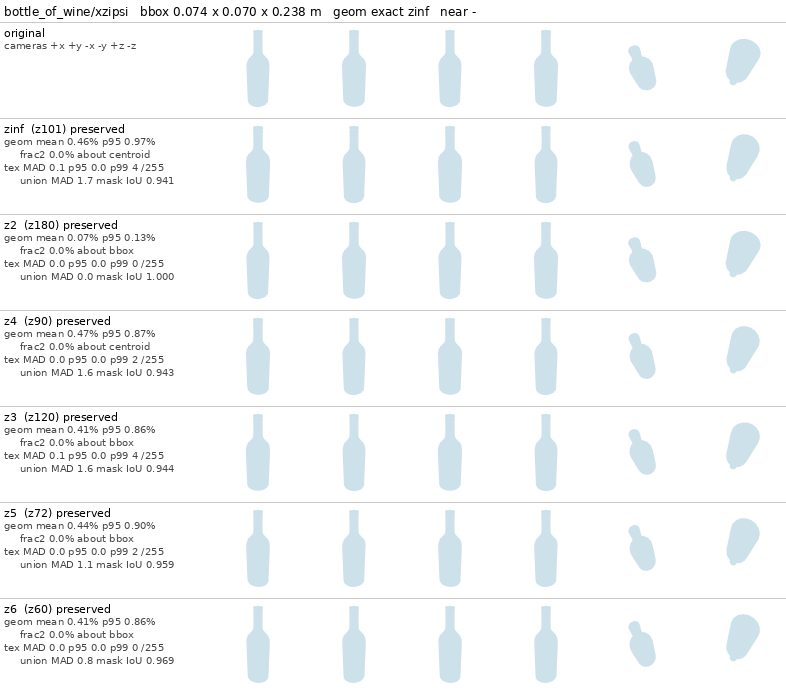 bottle_of_wine/xzipsi   bbox 0.074 x 0.070 x 0.238 m   geom exact zinf   near -
original
cameras +x +y -x -y +z -z
zinf  (z101) preserved
geom mean 0.46% p95 0.97%
frac2 0.0% about centroid
tex MAD 0.1 p95 0.0 p99 4 /255
union MAD 1.7 mask IoU 0.941
z2  (z180) preserved
geom mean 0.07% p95 0.13%
frac2 0.0% about bbox
tex MAD 0.0 p95 0.0 p99 0 /255
union MAD 0.0 mask IoU 1.000
z4  (z90) preserved
geom mean 0.47% p95 0.87%
frac2 0.0% about centroid
tex MAD 0.0 p95 0.0 p99 2 /255
union MAD 1.6 mask IoU 0.943
z3  (z120) preserved
geom mean 0.41% p95 0.86%
frac2 0.0% about bbox
tex MAD 0.1 p95 0.0 p99 4 /255
union MAD 1.6 mask IoU 0.944
z5  (z72) preserved
geom mean 0.44% p95 0.90%
frac2 0.0% about bbox
tex MAD 0.0 p95 0.0 p99 2 /255
union MAD 1.1 mask IoU 0.959
z6  (z60) preserved
geom mean 0.41% p95 0.86%
frac2 0.0% about bbox
tex MAD 0.0 p95 0.0 p99 0 /255
union MAD 0.8 mask IoU 0.969